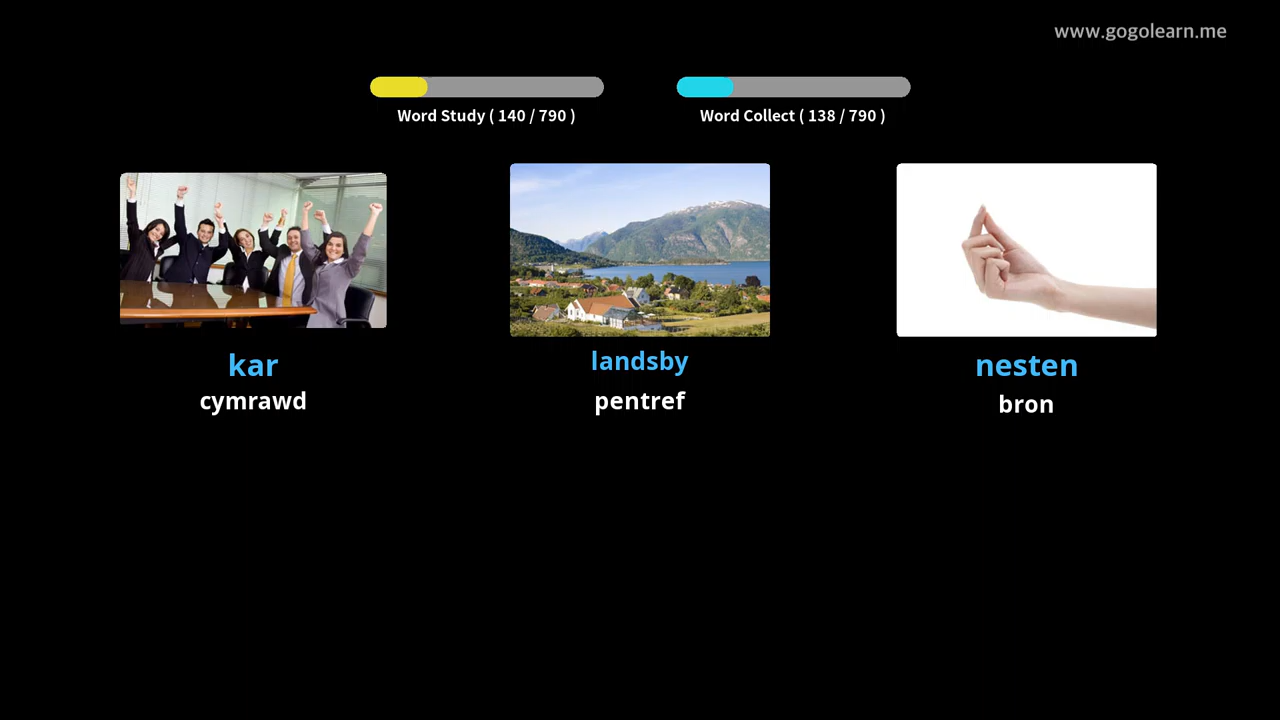 www.gogolearn.me
Word Study ( 140 / 790 )
Word Collect ( 138 / 790 )
kar
cymrawd
landsby
pentref
nesten
bron